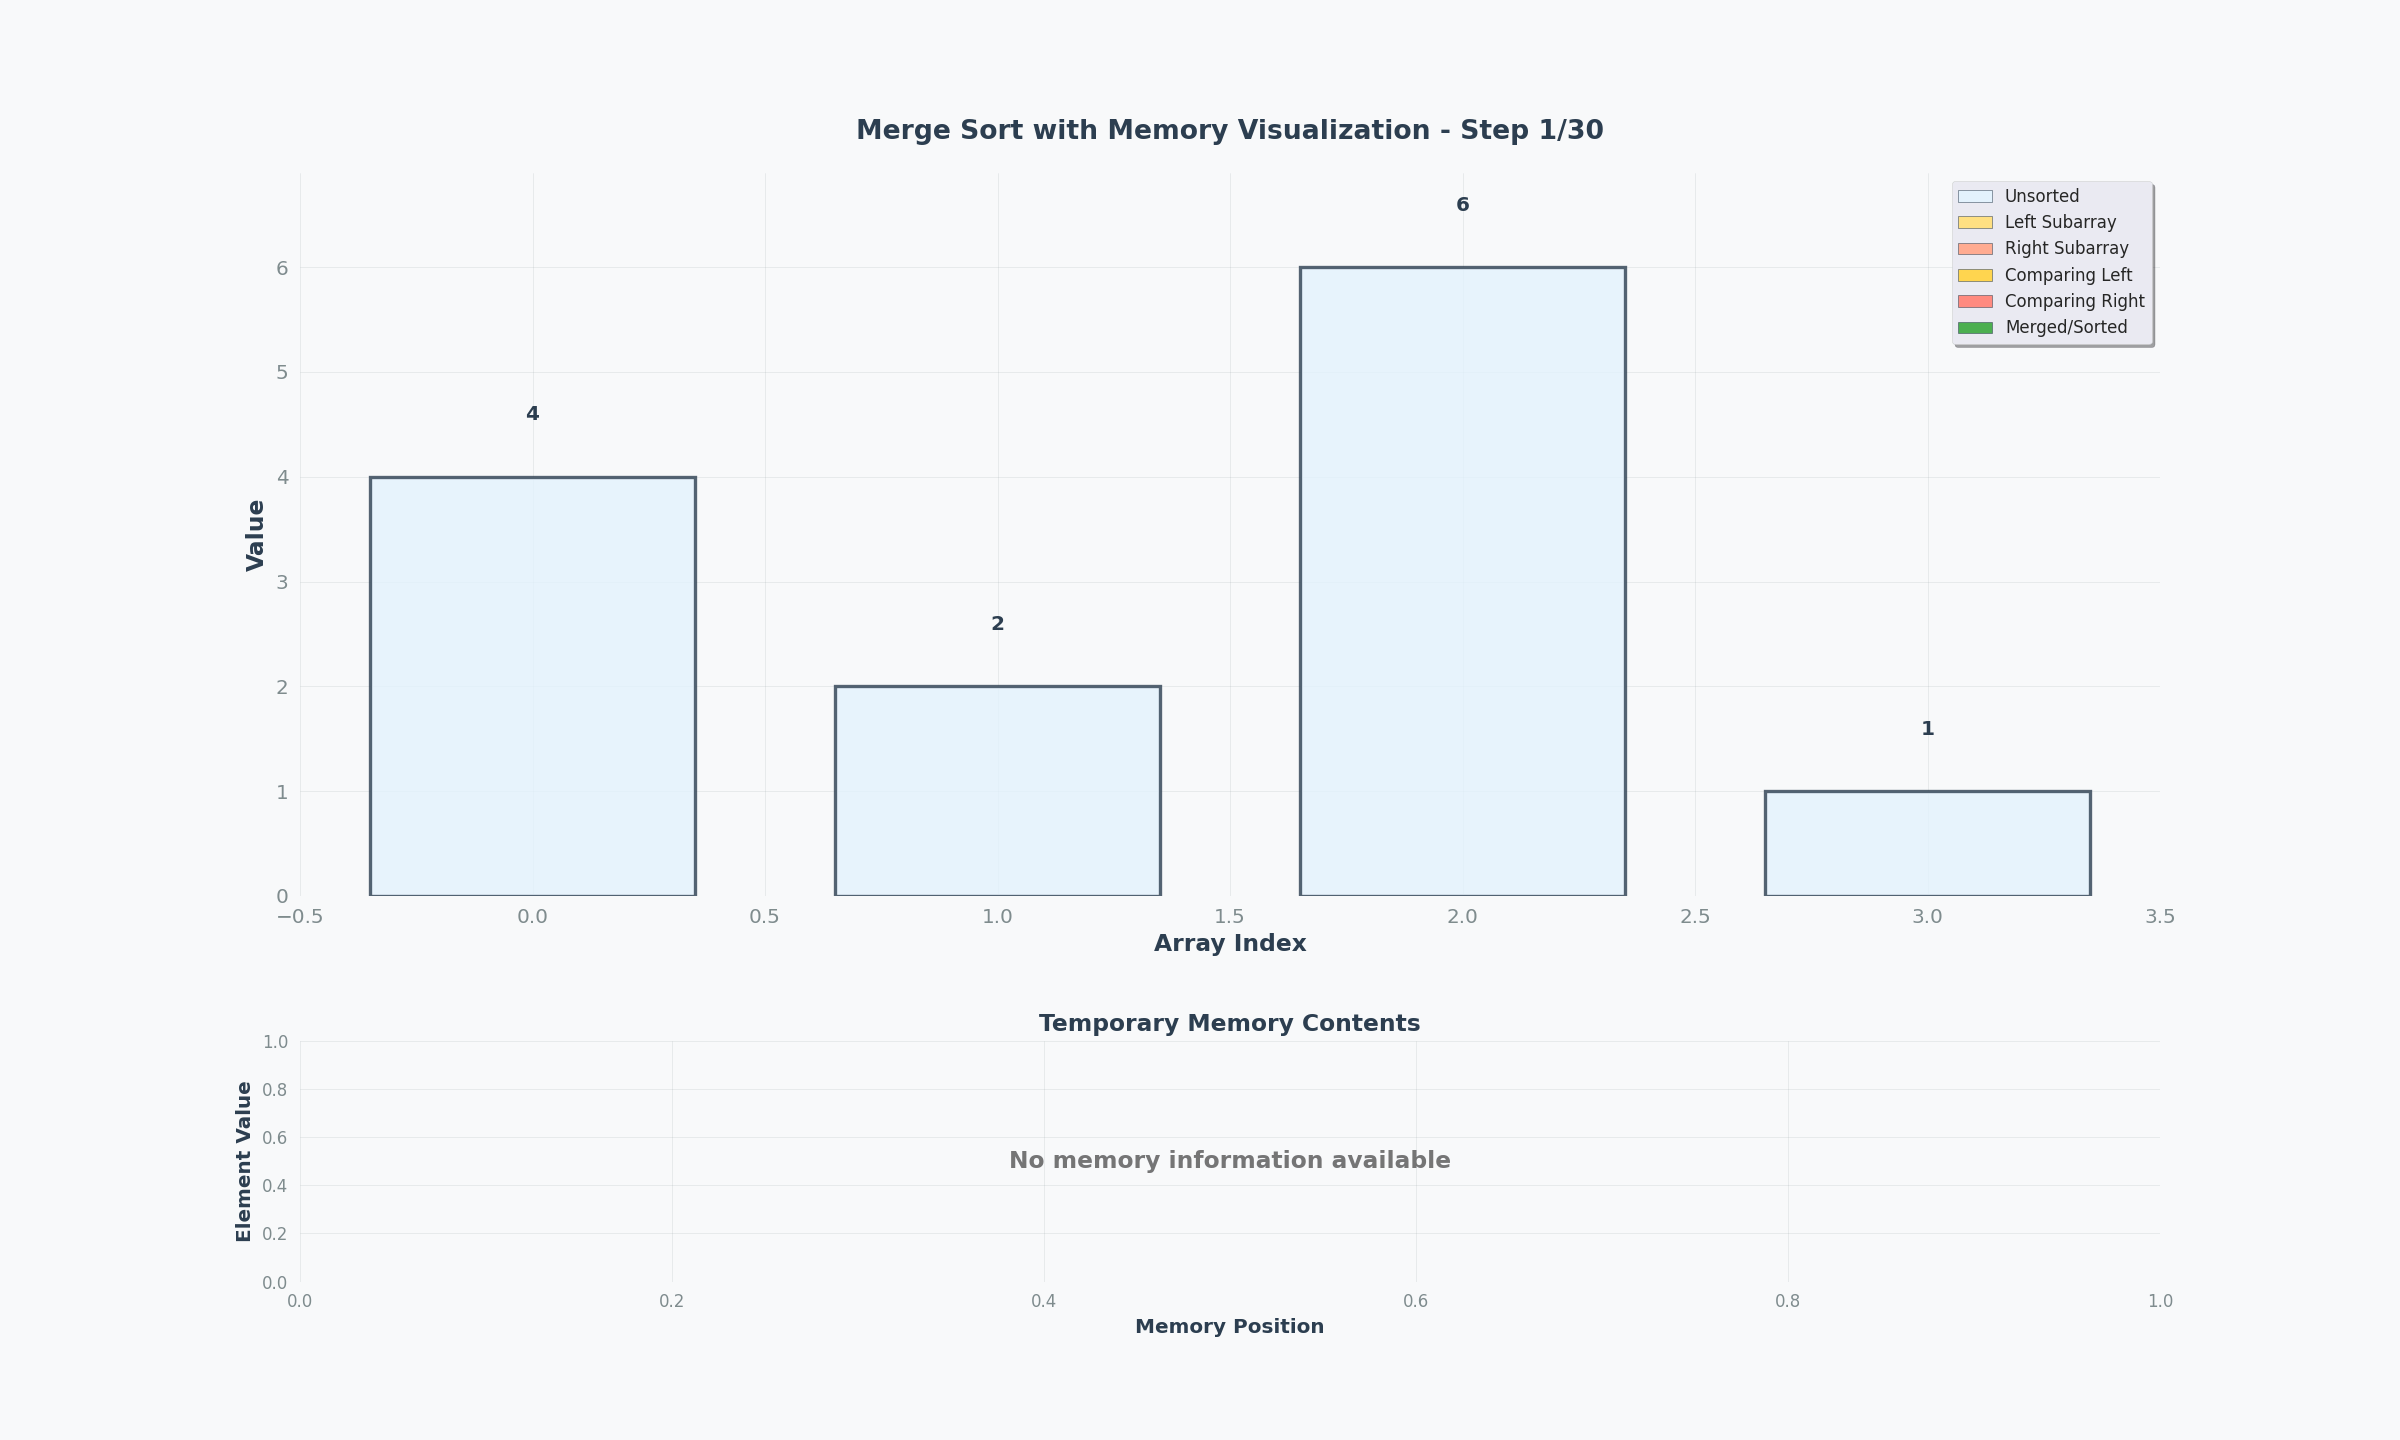 Merge Sort with Memory Visualization - Step 1/30
Value
6
5
4
3
2
1
0
4
2
6
1
Unsorted
Left Subarray
Right Subarray
Comparing Left
Comparing Right
Merged/Sorted
−0.5 0.0 0.5 1.0 1.5 2.0 2.5 3.0 3.5
Array Index
Temporary Memory Contents
Element Value
1.0
0.8
0.6
0.4
0.2
0.0
No memory information available
0.0 0.2 0.4 0.6 0.8 1.0
Memory Position